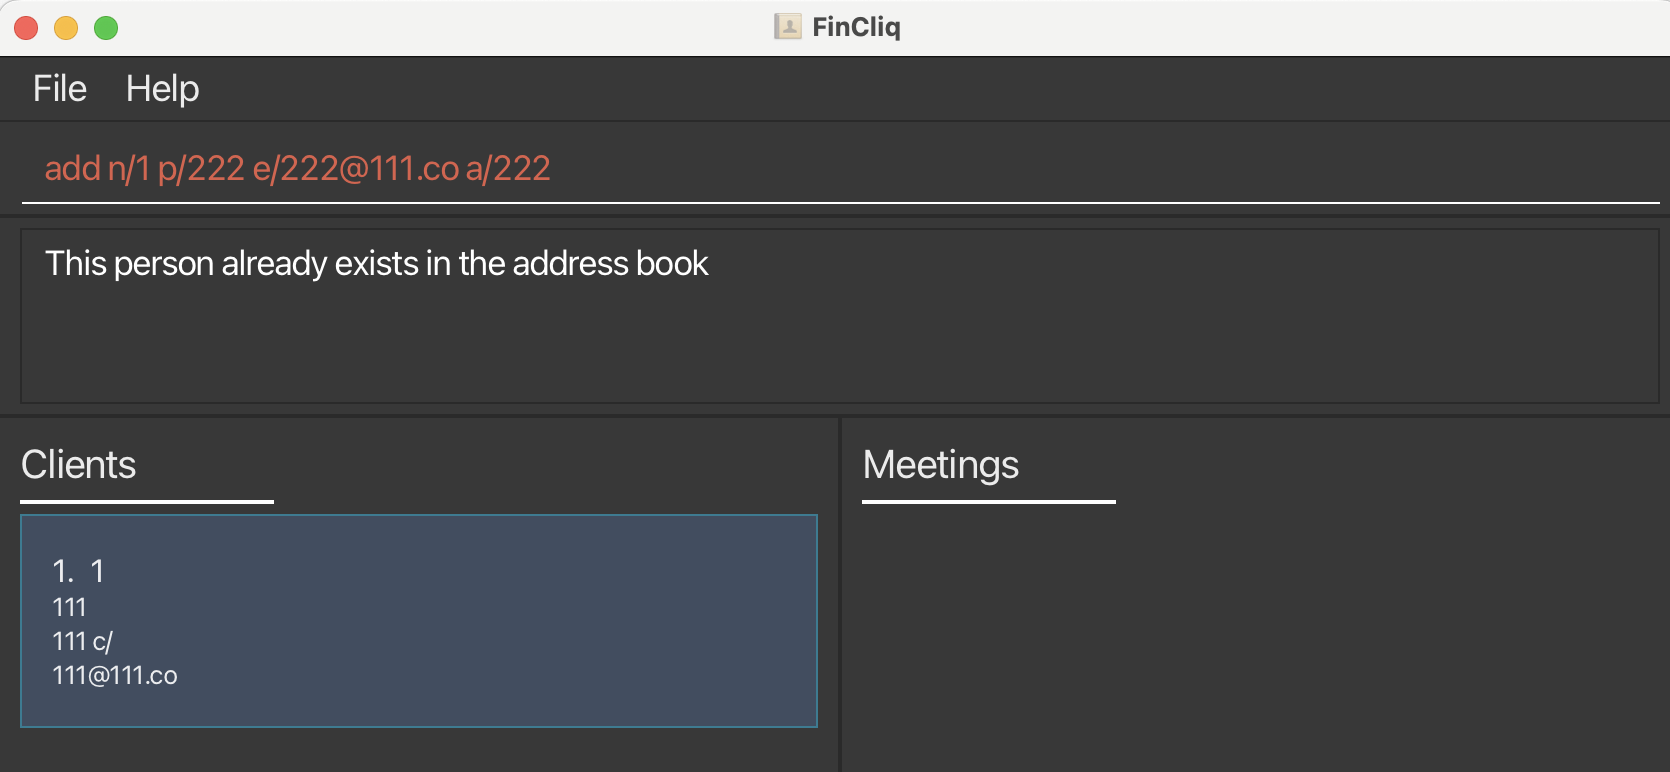 FinCliq
File Help
add n/1 p/222 e/222@111.co a/222
This person already exists in the address book
Clients
1. 1
111
111 c/
111@111.co
Meetings